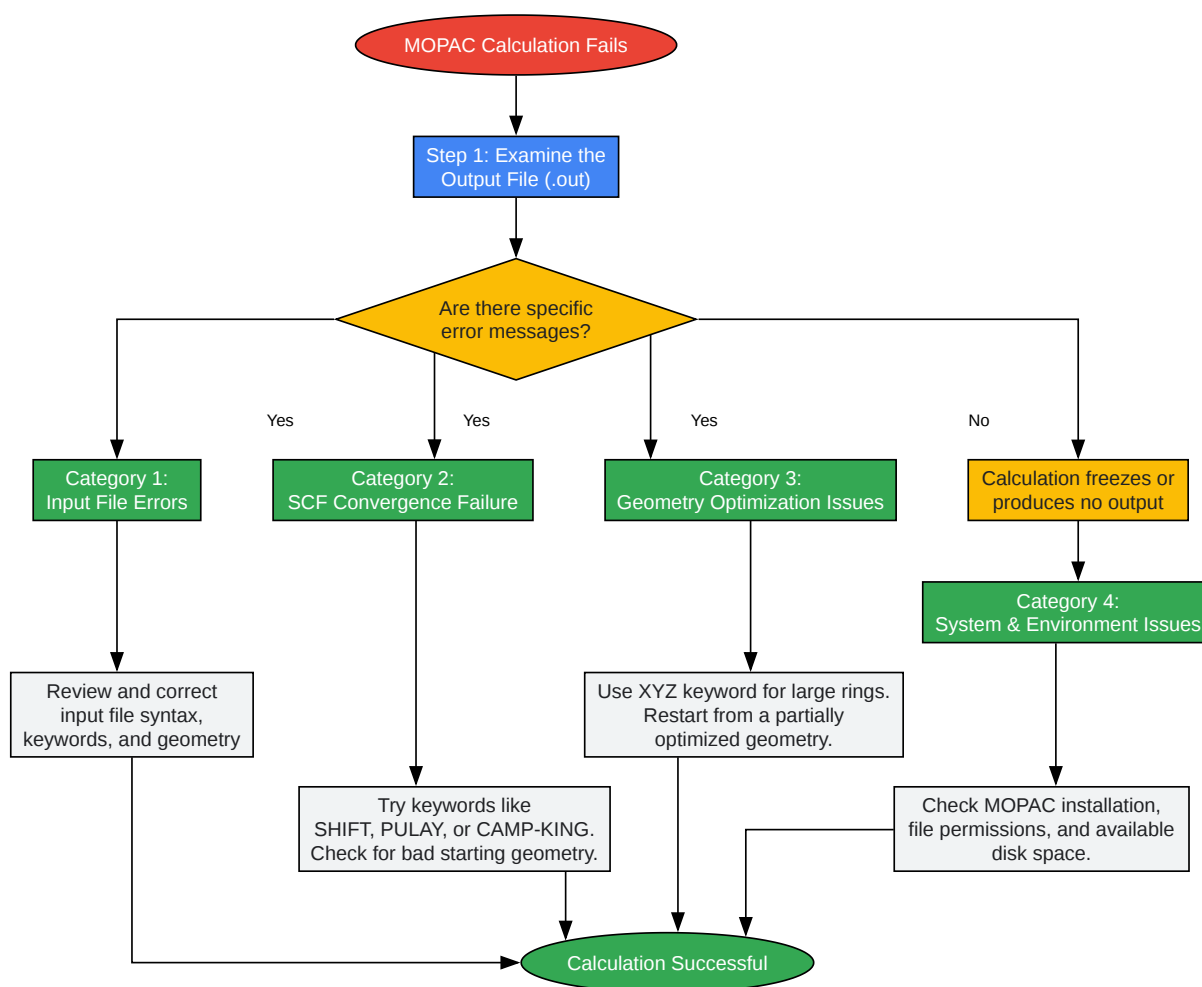 MOPAC Calculation Fails
Step 1: Examine the
Output File (.out)
Are there specific
error messages?
Yes
Yes
Yes
No
Category 1:
Input File Errors
Category 2:
SCF Convergence Failure
Category 3:
Geometry Optimization Issues
Calculation freezes or
produces no output
Category 4:
System & Environment Issues
Review and correct
input file syntax,
keywords, and geometry
Use XYZ keyword for large rings.
Restart from a partially
optimized geometry.
Try keywords like
SHIFT, PULAY, or CAMP-KING.
Check for bad starting geometry.
Check MOPAC installation,
file permissions, and available
disk space.
Calculation Successful